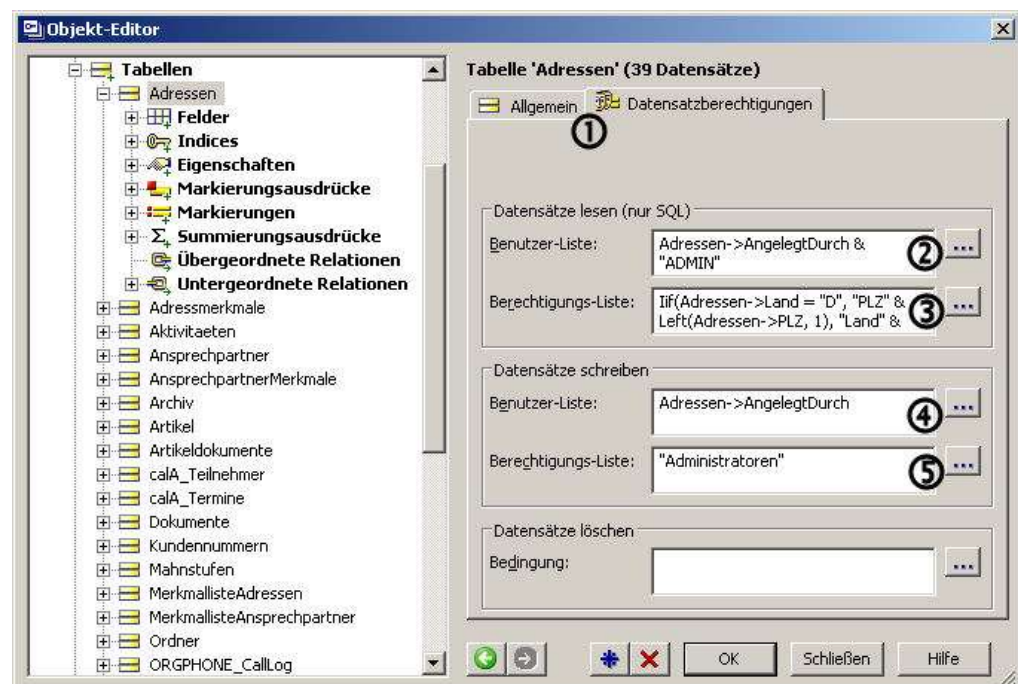 Objekt-Editor
Tabellen
Adressen
Felder
Indices
Eigenschaften
Markierungsausdrücke
Markierungen
Summierungsausdrücke
Übergeordnete Relationen
Untergeordnete Relationen
Adressmerkmale
Aktivitaeten
Ansprechpartner
AnsprechpartnerMerkmale
Archiv
Artikel
Artikeldokumente
calA_Teilnehmer
calA_Termine
Dokumente
Kundennummern
Mahnstufen
MerkmallisteAdressen
MerkmallisteAnsprechpartner
Ordner
ORGPHONE_CallLog
Tabelle 'Adressen' (39 Datensätze)
Allgemein Datensatzberechtigungen
①
Datensätze lesen (nur SQL)
Benutzer-Liste: Adressen->AngelegtDurch &
"ADMIN" ② ...
Berechtigungs-Liste: Iif(Adressen->Land = "D", "PLZ" &
Left(Adressen->PLZ, 1), "Land" & ③ ...
Datensätze schreiben
Benutzer-Liste: Adressen->AngelegtDurch ④ ...
Berechtigungs-Liste: "Administratoren" ⑤ ...
Datensätze löschen
Bedingung: ...
OK Schließen Hilfe